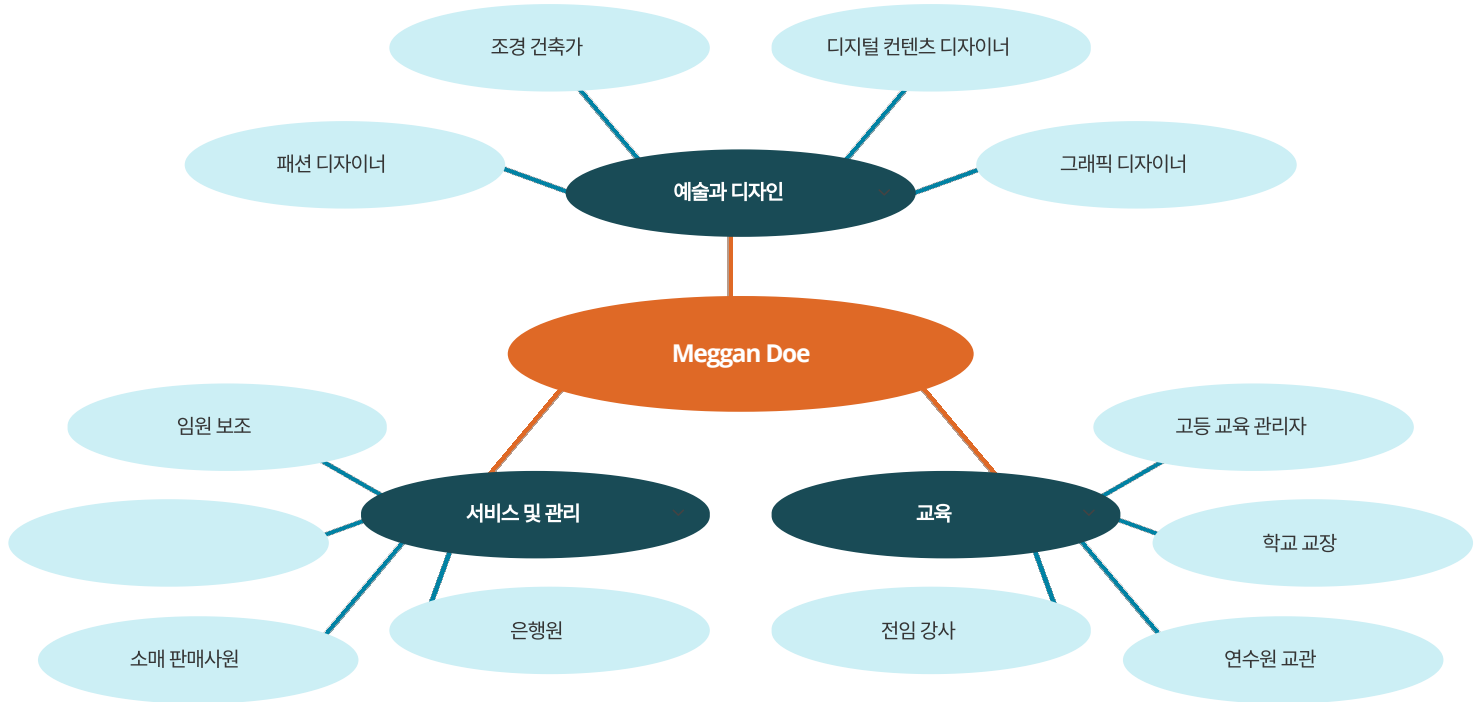 조경 건축가
디지털 컨텐츠 디자이너
패션 디자이너
예술과 디자인
그래픽 디자이너
Meggan Doe
임원 보조
고등 교육 관리자
서비스 및 관리
교육
학교 교장
소매 판매사원
은행원
전임 강사
연수원 교관